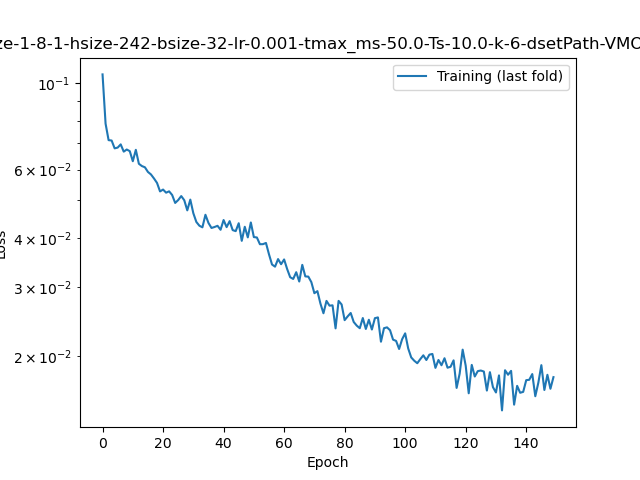 ze-1-8-1-hsize-242-bsize-32-lr-0.001-tmax_ms-50.0-Ts-10.0-k-6-dsetPath-VMC
Training (last fold)
10⁻¹
6 × 10⁻²
4 × 10⁻²
3 × 10⁻²
2 × 10⁻²
Loss
0 20 40 60 80 100 120 140
Epoch